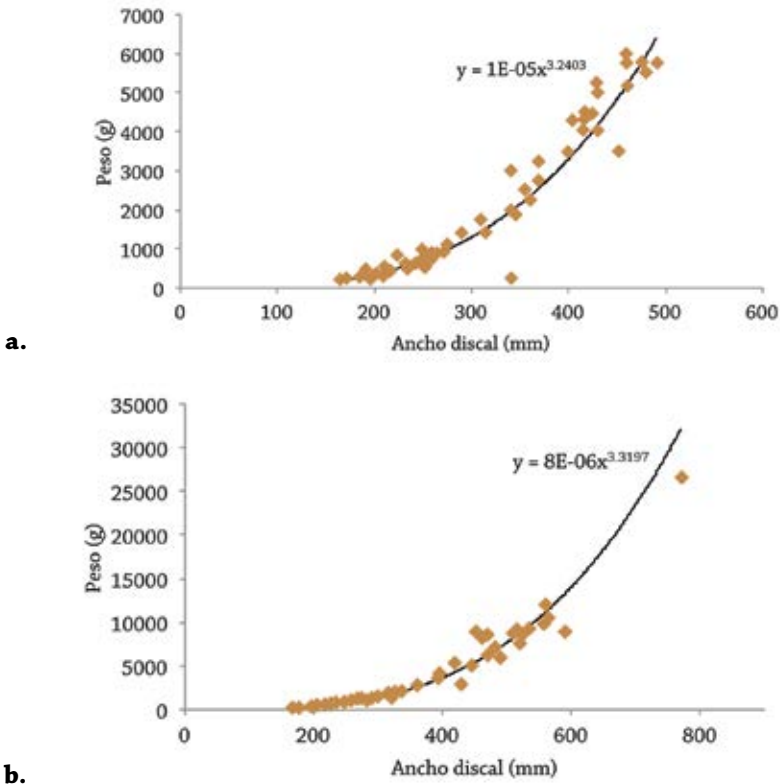 7000
6000
5000
4000
3000
2000
1000
0
Peso (g)
y = 1E-05x^3.2403
0 100 200 300 400 500 600
Ancho discal (mm)
a.
35000
30000
25000
20000
15000
10000
5000
0
Peso (g)
y = 8E-06x^3.3197
0 200 400 600 800
Ancho discal (mm)
b.